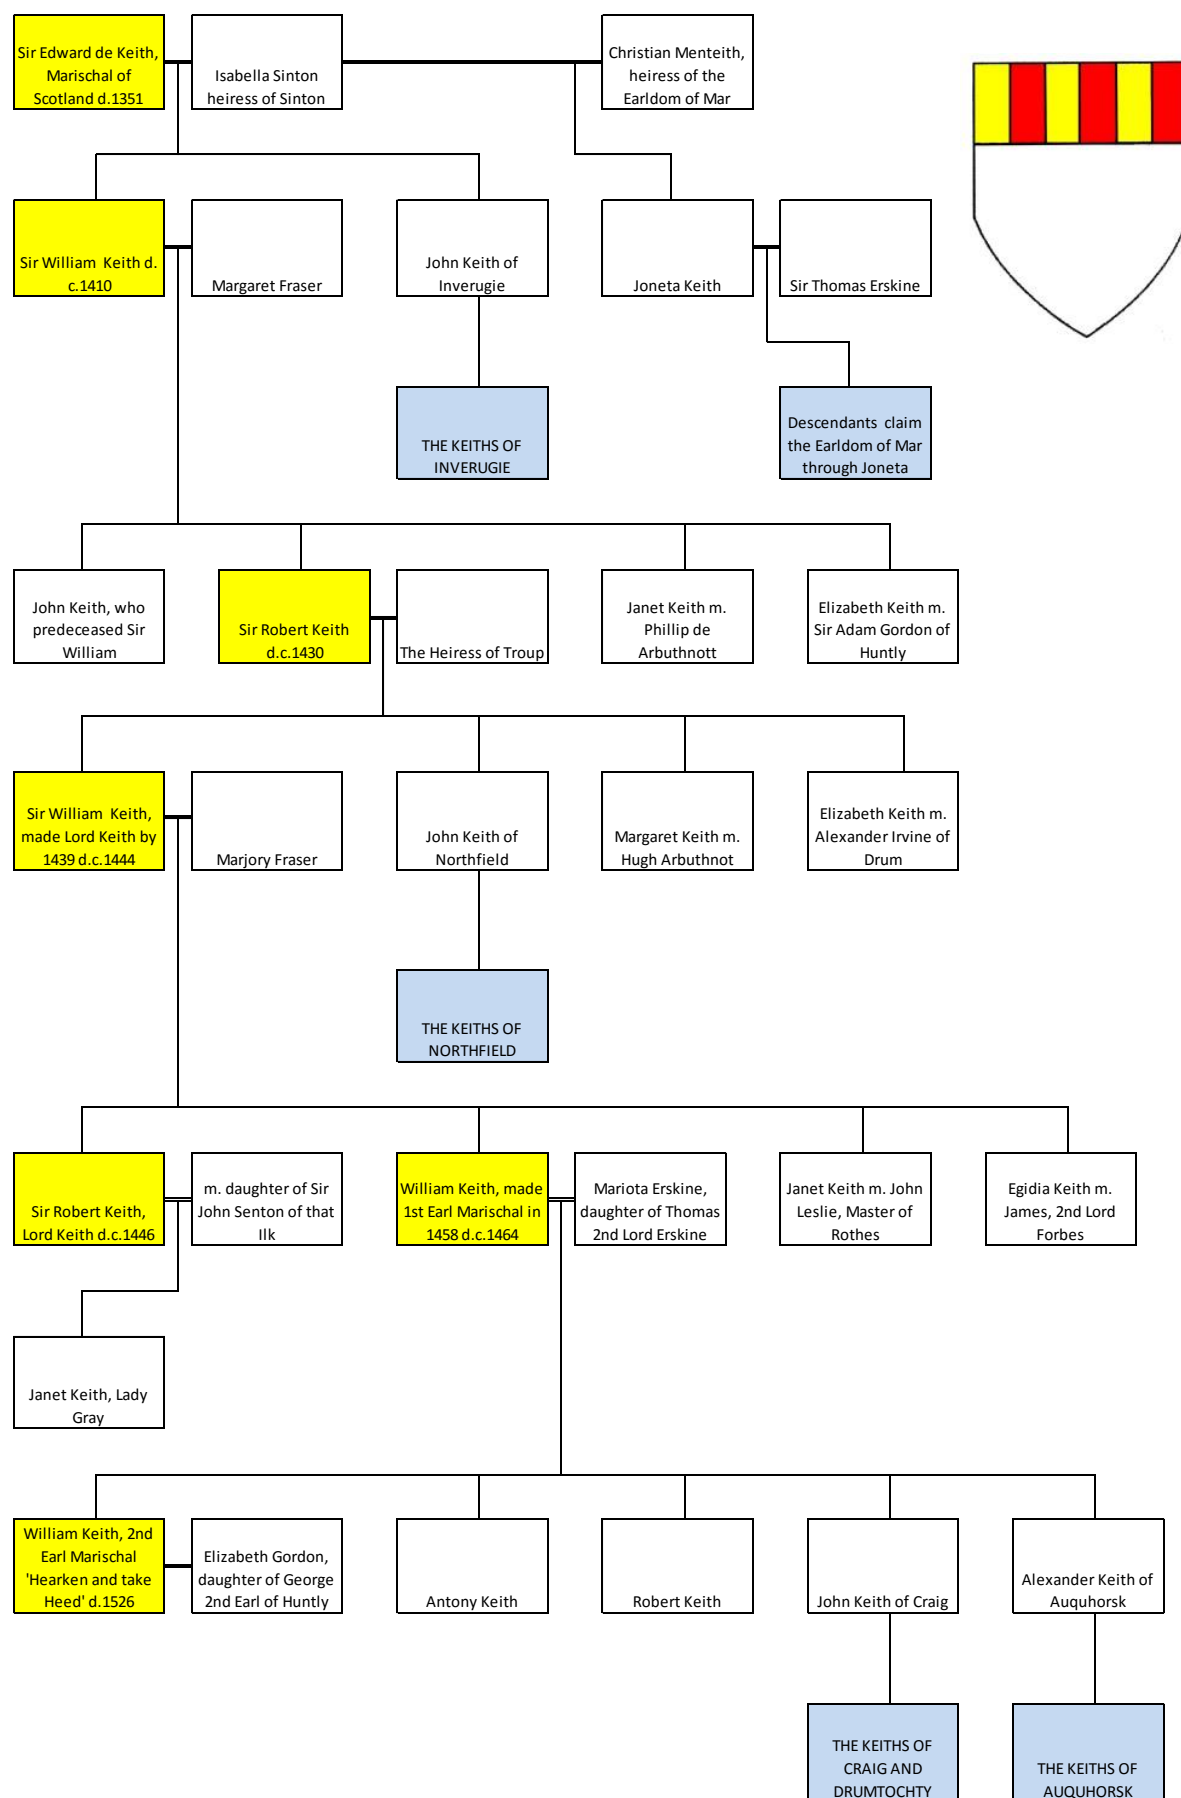 Sir Edward de Keith,
Marischal of
Scotland d.1351
Isabella Sinton
heiress of Sinton
Christian Menteith,
heiress of the
Earldom of Mar
Sir William  Keith d.
c.1410
Margaret Fraser
John Keith of
Inverugie
Joneta Keith
Sir Thomas Erskine
THE KEITHS OF
INVERUGIE
Descendants  claim
the Earldom of Mar
through Joneta
John Keith, who
predeceased Sir
William
Sir Robert Keith
d.c.1430
The Heiress of Troup
Janet Keith m.
Phillip de
Arbuthnott
Elizabeth Keith m.
Sir Adam Gordon of
Huntly
Sir William  Keith,
made Lord Keith by
1439 d.c.1444
Marjory Fraser
John Keith of
Northfield
Margaret Keith m.
Hugh Arbuthnot
Elizabeth Keith m.
Alexander Irvine of
Drum
THE KEITHS OF
NORTHFIELD
Sir Robert Keith,
Lord Keith d.c.1446
m. daughter of Sir
John Senton of that
Ilk
William Keith, made
1st Earl Marischal in
1458 d.c.1464
Mariota Erskine,
daughter of Thomas
2nd Lord Erskine
Janet Keith m. John
Leslie, Master of
Rothes
Egidia Keith m.
James, 2nd Lord
Forbes
Janet Keith, Lady
Gray
William Keith, 2nd
Earl Marischal
'Hearken and take
Heed' d.1526
Elizabeth Gordon,
daughter of George
2nd Earl of Huntly
Antony Keith
Robert Keith
John Keith of Craig
Alexander Keith of
Auquhorsk
THE KEITHS OF
CRAIG AND
DRUMTOCHTY
THE KEITHS OF
AUQUHORSK